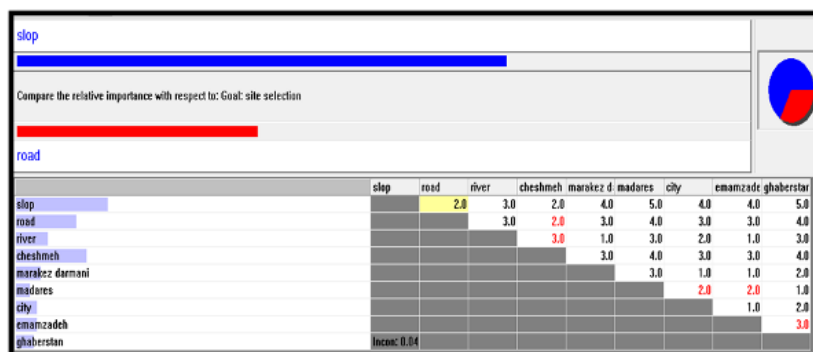 slop
Compare the relative importance with respect to: Goal: site selection
road
slop road river cheshmeh marakez d madares city emamzade ghaberstar
slop 2.0 3.0 2.0 4.0 5.0 4.0 4.0 5.0
road 3.0 2.0 3.0 4.0 3.0 3.0 4.0
river 3.0 1.0 3.0 2.0 1.0 3.0
cheshmeh 3.0 4.0 3.0 3.0 4.0
marakez darmani 3.0 1.0 1.0 2.0
madares 2.0 2.0 1.0
city 1.0 2.0
emamzadeh 3.0
ghaberstan Incon: 0.04